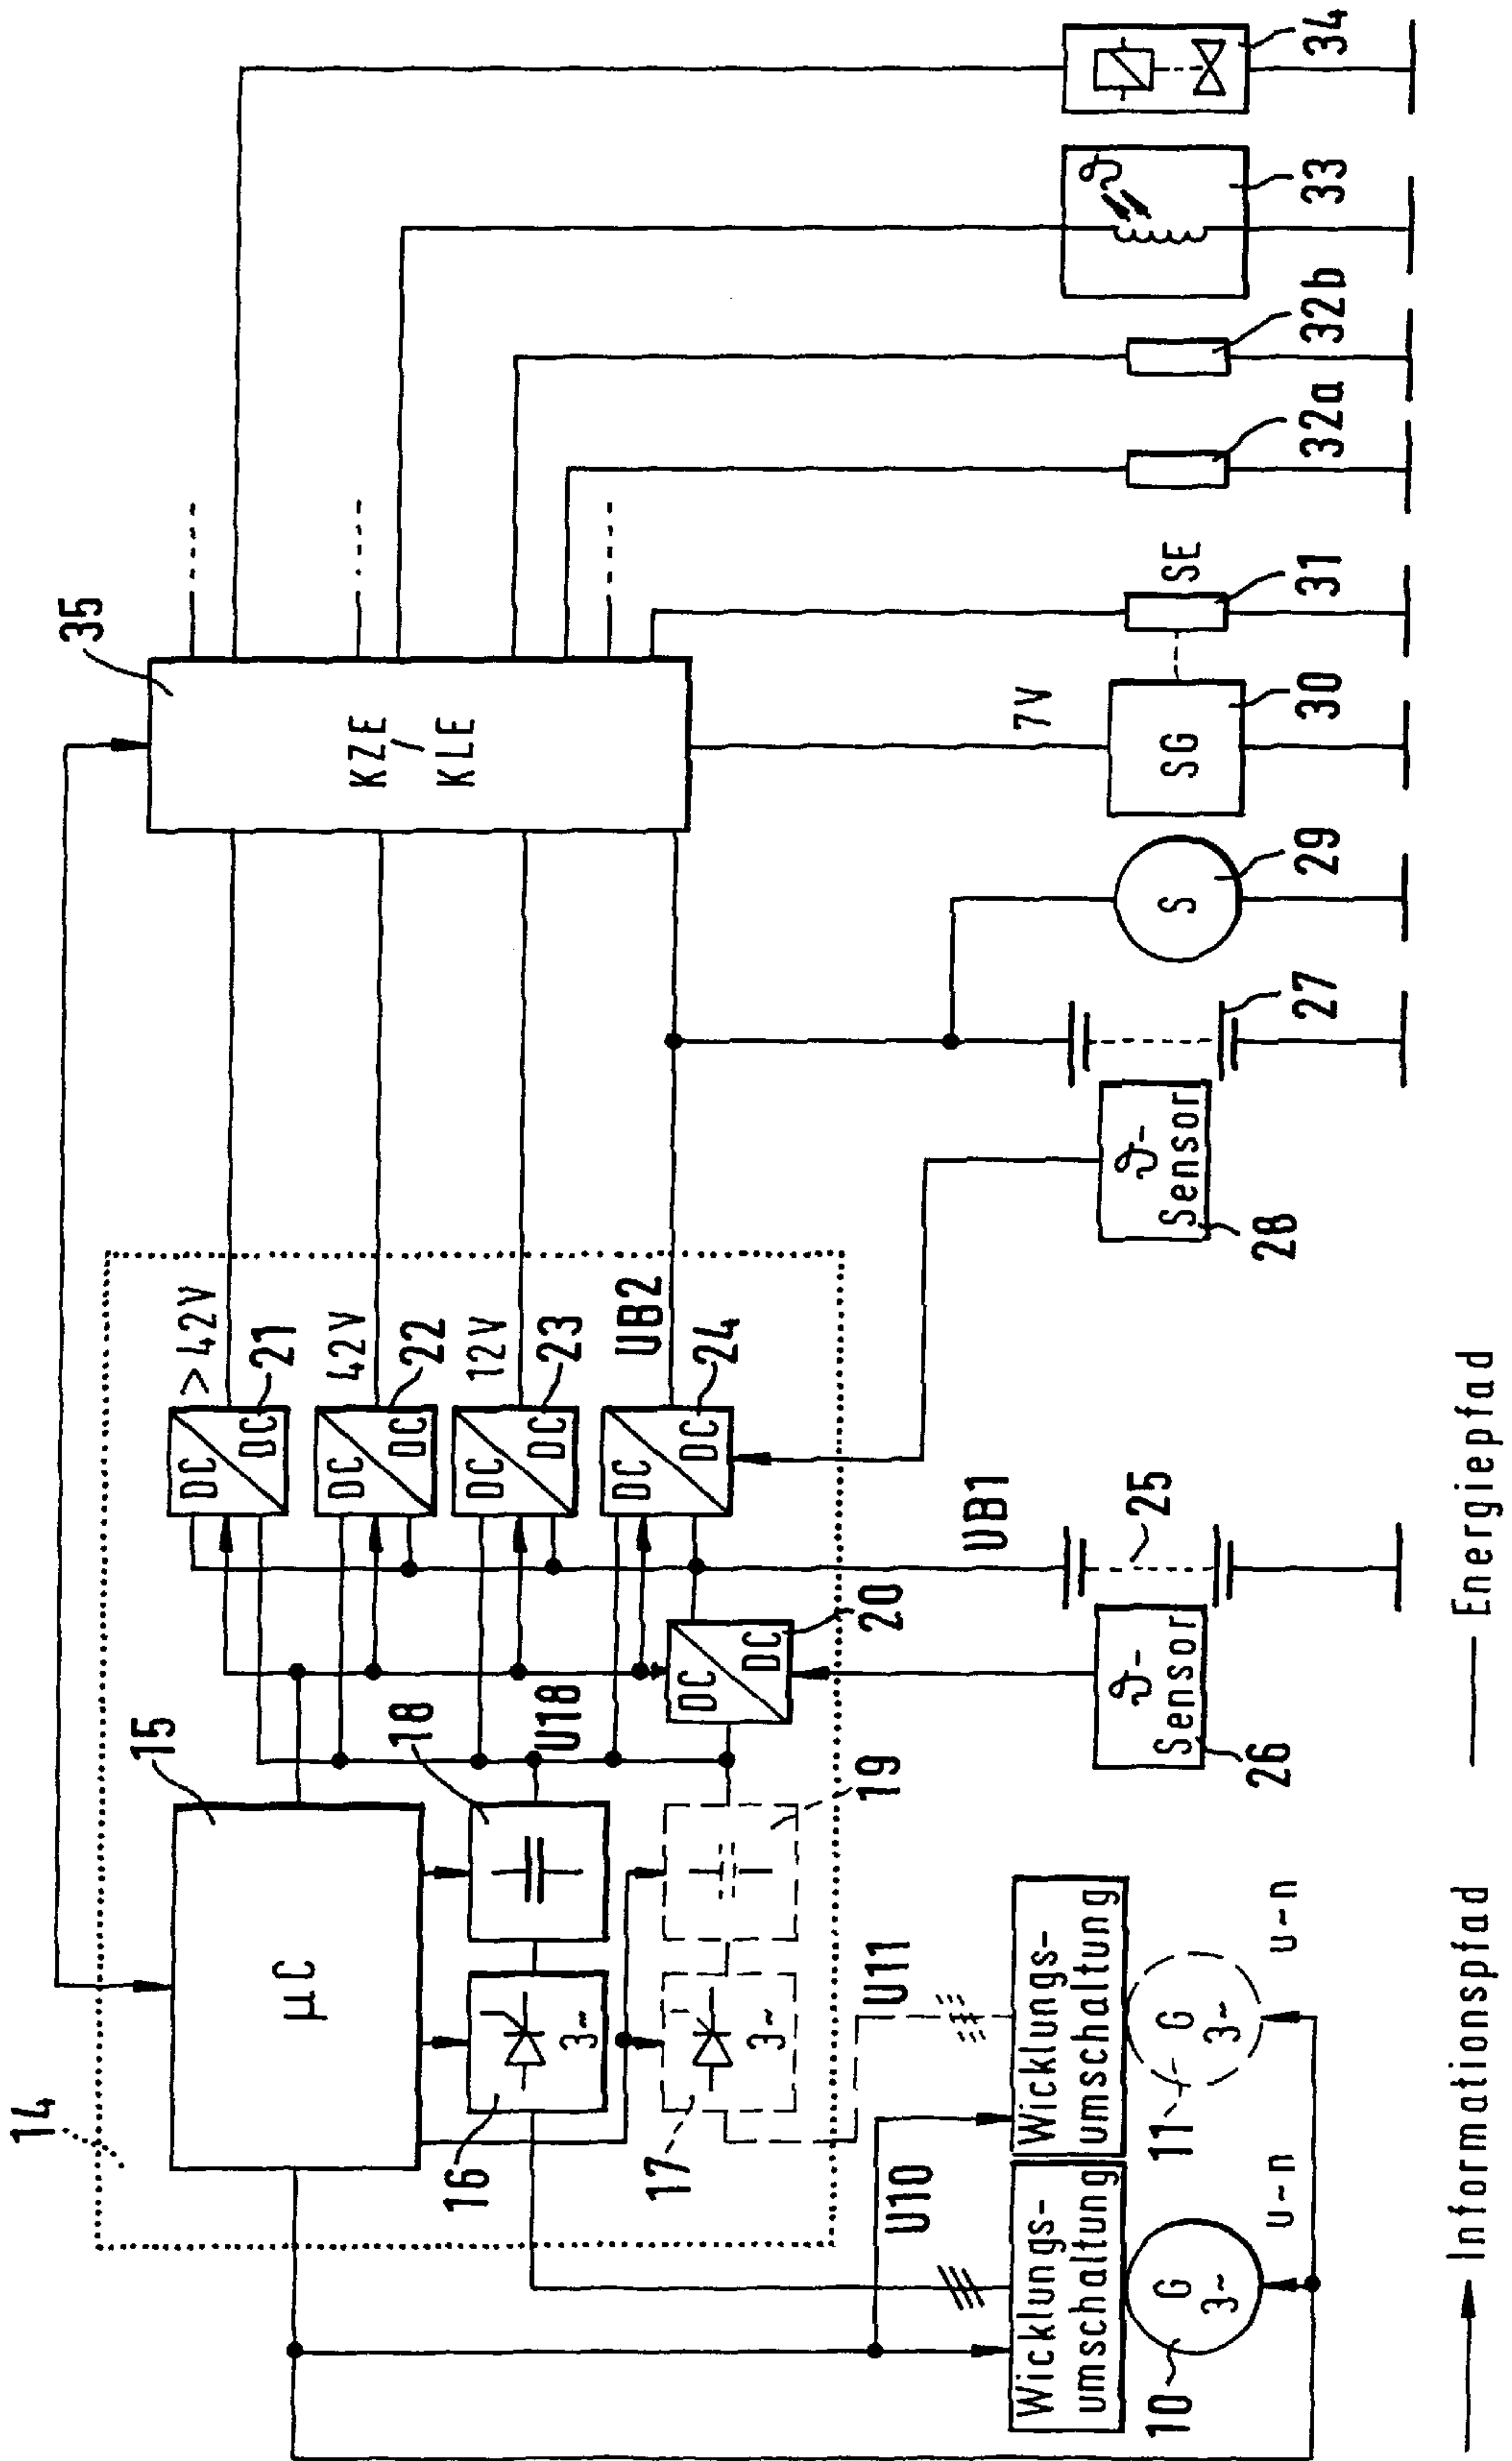 14
15
µC
16
3~
17
3~
18
19
U18
DC
DC
20
DC
DC
21
>42V
DC
DC
22
42V
DC
DC
23
12V
DC
DC
24
UB2
35
KZE
/
KLE
U10
U11
Wicklungs-
umschaltung
Wicklungs-
umschaltung
G
3~
10
u~n
G
3~
11
u~n
ϑ-
Sensor
26
UB1
25
ϑ-
Sensor
28
27
S
29
7V
SG
30
SE
31
32a
32b
ϑ
33
34
Informationspfad
Energiepfad